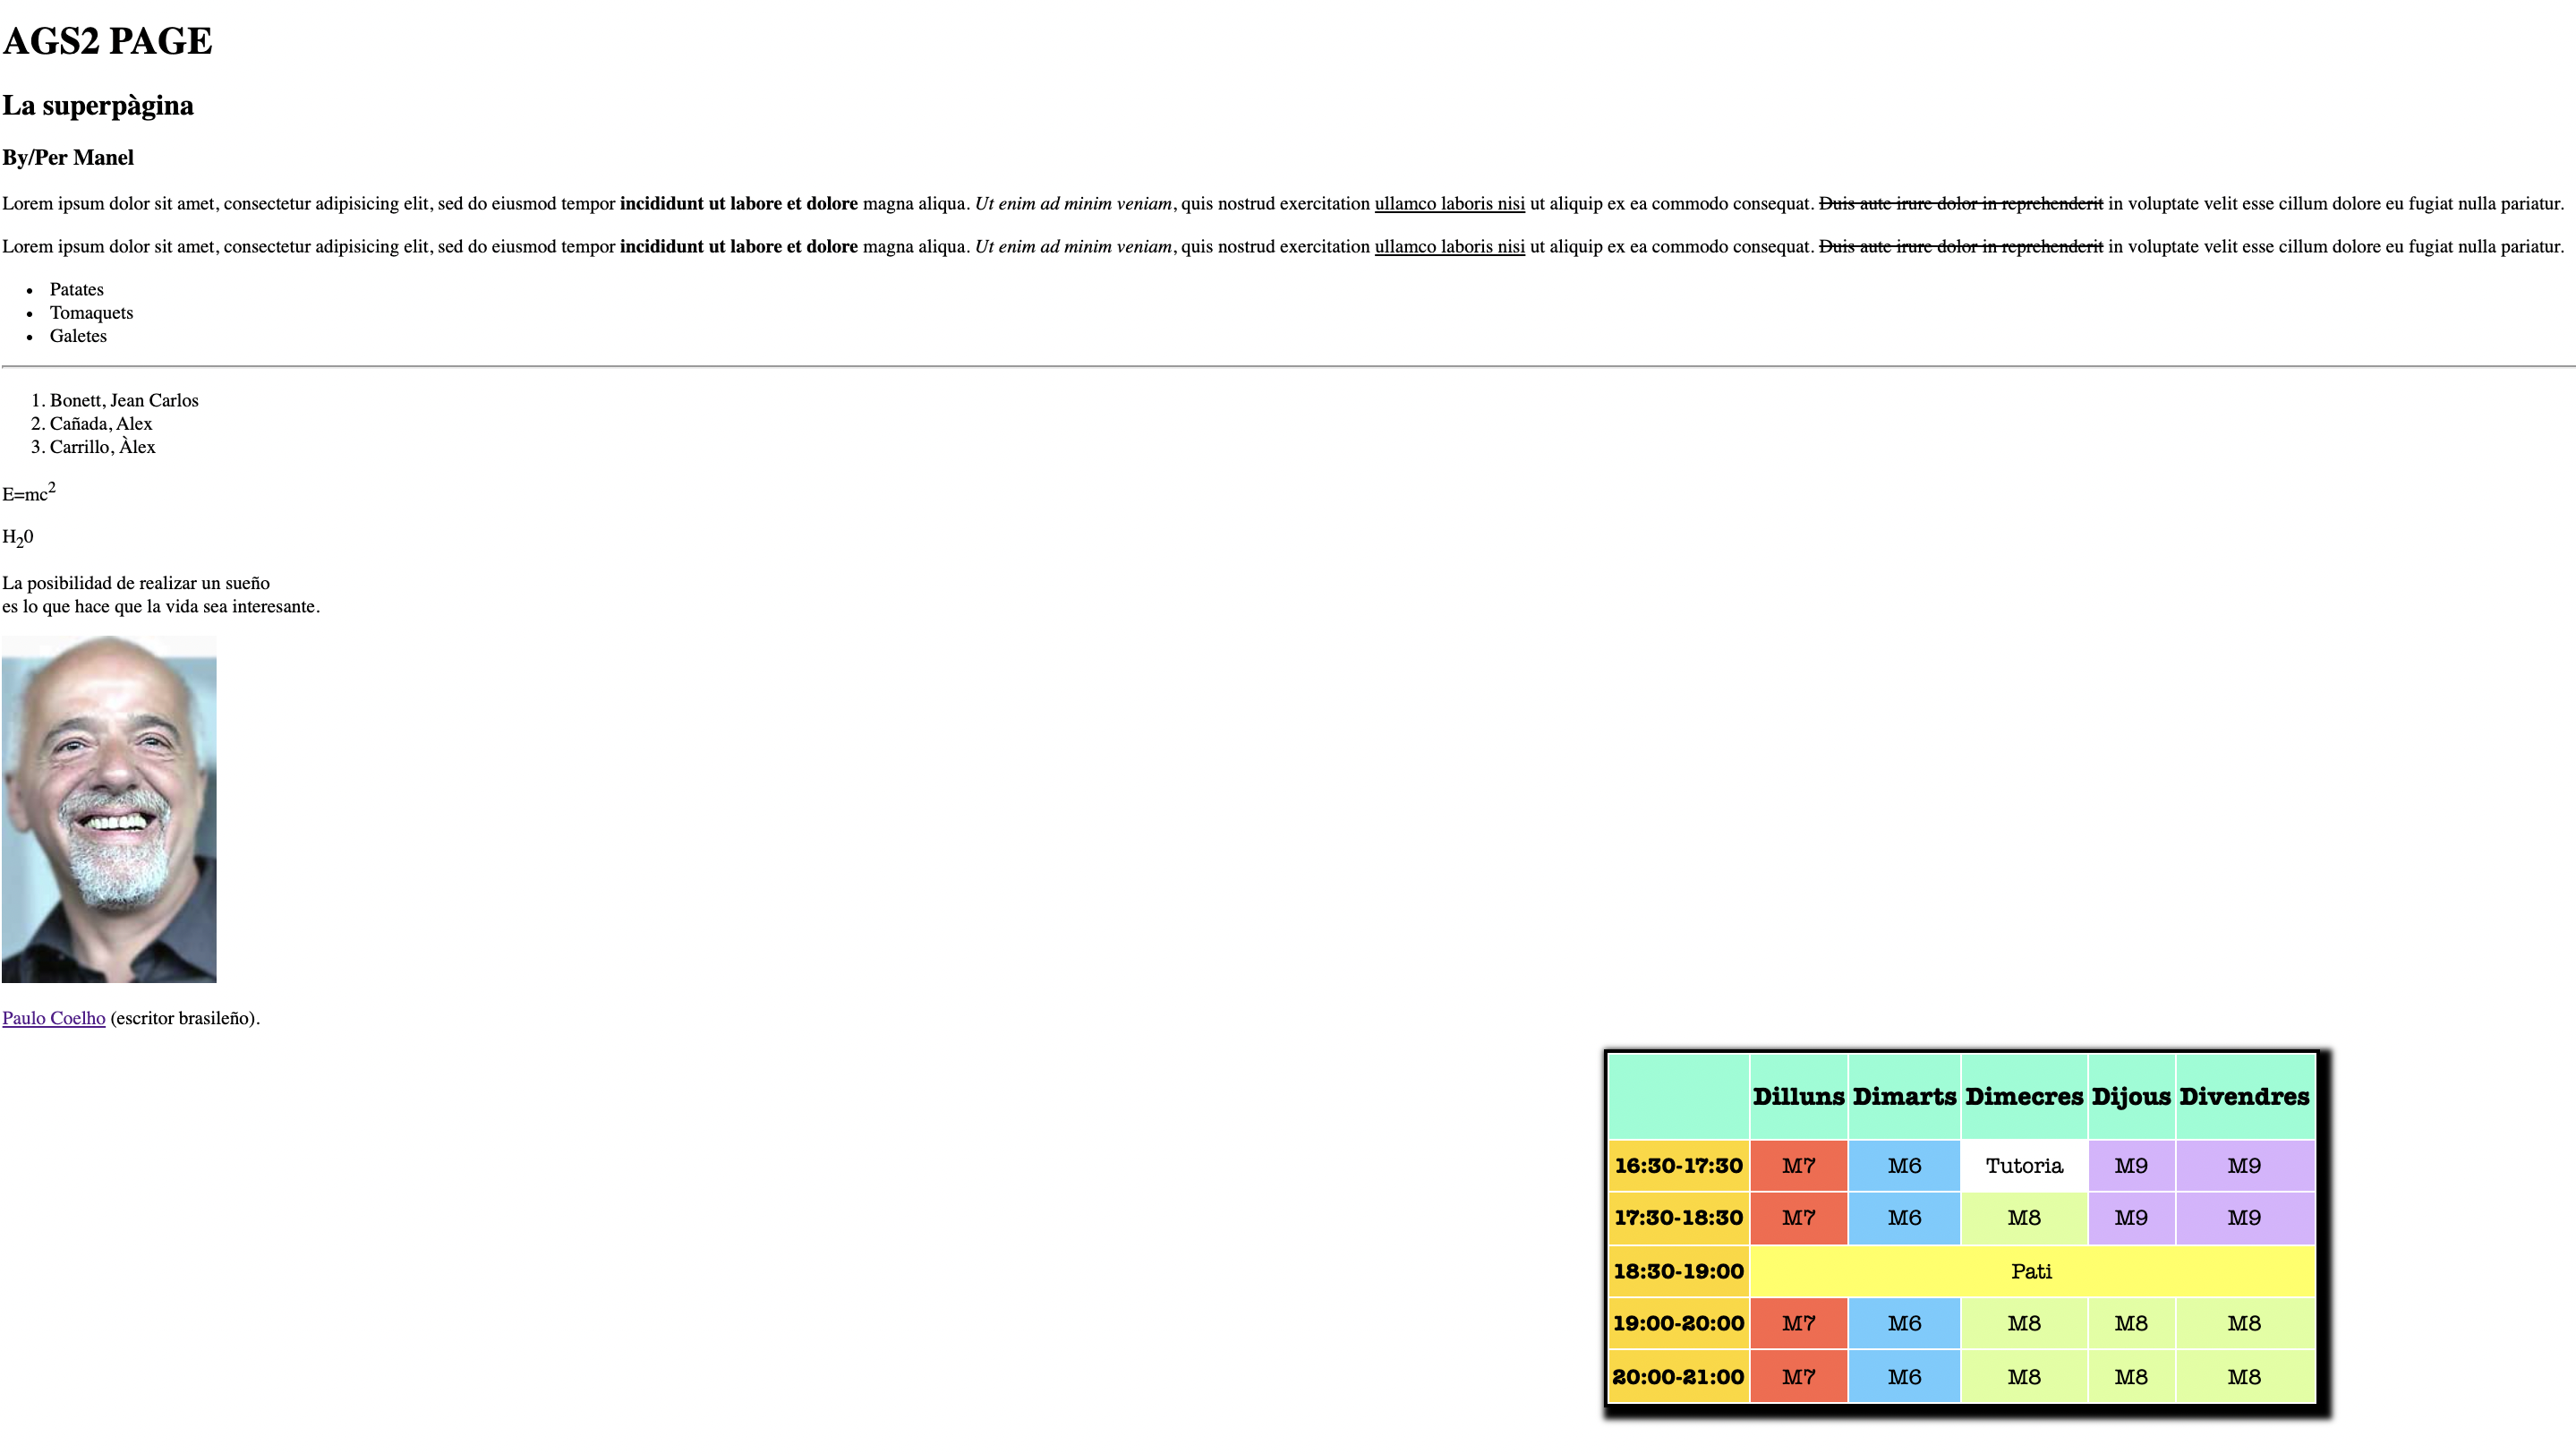 AGS2 PAGE
La superpàgina
By/Per Manel
Lorem ipsum dolor sit amet, consectetur adipisicing elit, sed do eiusmod tempor incididunt ut labore et dolore magna aliqua. Ut enim ad minim veniam, quis nostrud exercitation ullamco laboris nisi ut aliquip ex ea commodo consequat. Duis aute irure dolor in reprehenderit in voluptate velit esse cillum dolore eu fugiat nulla pariatur.
Lorem ipsum dolor sit amet, consectetur adipisicing elit, sed do eiusmod tempor incididunt ut labore et dolore magna aliqua. Ut enim ad minim veniam, quis nostrud exercitation ullamco laboris nisi ut aliquip ex ea commodo consequat. Duis aute irure dolor in reprehenderit in voluptate velit esse cillum dolore eu fugiat nulla pariatur.
• Patates
• Tomaquets
• Galetes
1. Bonett, Jean Carlos
2. Cañada, Alex
3. Carrillo, Àlex
E=mc²
H₂0
La posibilidad de realizar un sueño
es lo que hace que la vida sea interesante.
Paulo Coelho (escritor brasileño).
Dilluns Dimarts Dimecres Dijous Divendres
16:30-17:30 M7 M6 Tutoria M9 M9
17:30-18:30 M7 M6 M8 M9 M9
18:30-19:00 Pati
19:00-20:00 M7 M6 M8 M8 M8
20:00-21:00 M7 M6 M8 M8 M8